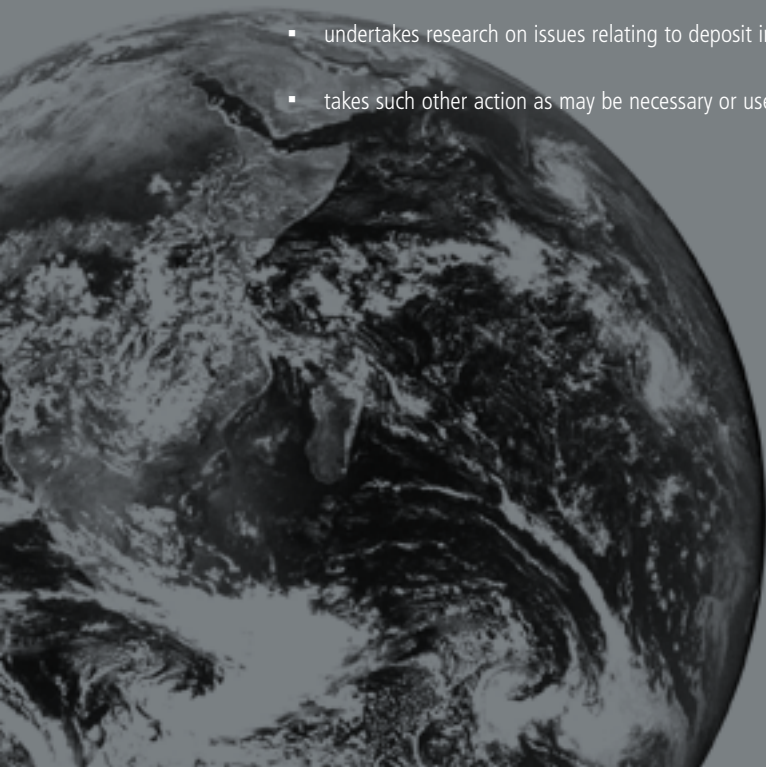 ▪ undertakes research on issues relating to deposit
▪ takes such other action as may be necessary or